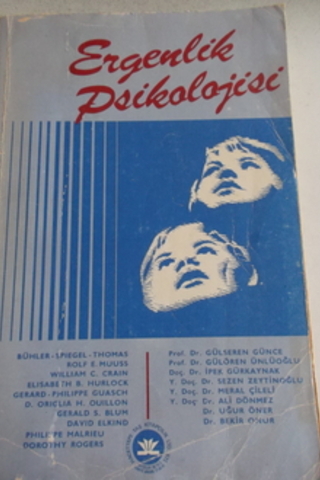 Ergenlik
Psikolojisi
BÜHLER - SPIEGEL - THOMAS
ROLF E. MUUSS
WILLIAM C. CRAIN
ELISABETH B. HURLOCK
GERARD - PHILIPPE GUASCH
D. ORIGLIA H. OUILLON
GERALD S. BLUM
DAVID ELKIND
PHILIPPE MALRIEU
DOROTHY ROGERS
Prof. Dr. GÜLSEREN GÜNCE
Prof. Dr. GÜLÖREN ÜNLÜOĞLU
Doç. Dr. İPEK GÜRKAYNAK
Y. Doç. Dr. SEZEN ZEYTİNOĞLU
Y. Doç. Dr. MERAL ÇİLELİ
Y. Doç. Dr. ALİ DÖNMEZ
Dr. UĞUR ÖNER
Dr. BEKİR ONUR